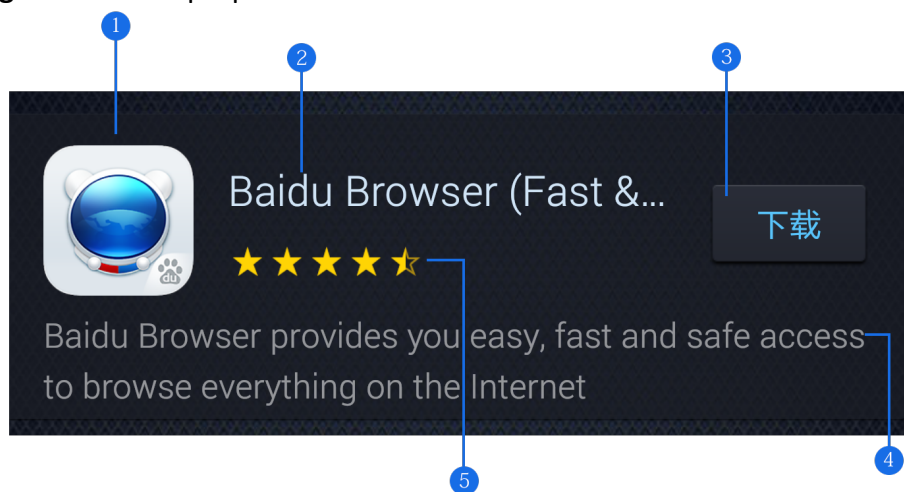 1
2
3
Baidu Browser (Fast &...
下载
du
Baidu Browser provides you easy, fast and safe access
to browse everything on the Internet
4
5